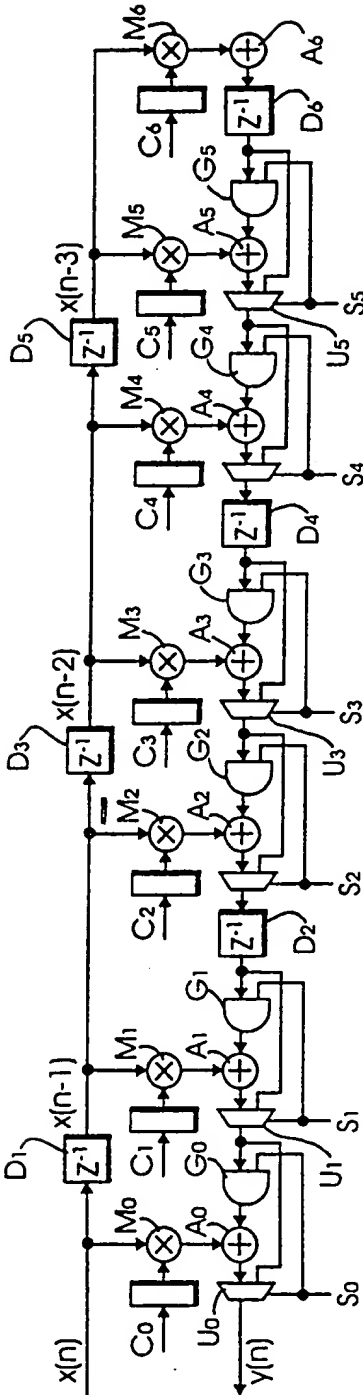 x(n)
D1
Z-1
x(n-1)
D3
Z-1
x(n-2)
D5
Z-1
x(n-3)
M0
M1
M2
M3
M4
M5
M6
C0
C1
C2
C3
C4
C5
C6
A0
A1
A2
A3
A4
A5
A6
G0
G1
G2
G3
G4
G5
Z-1
D2
Z-1
D4
Z-1
D6
U0
U1
U3
U5
y(n)
S0
S1
S2
S3
S4
S5